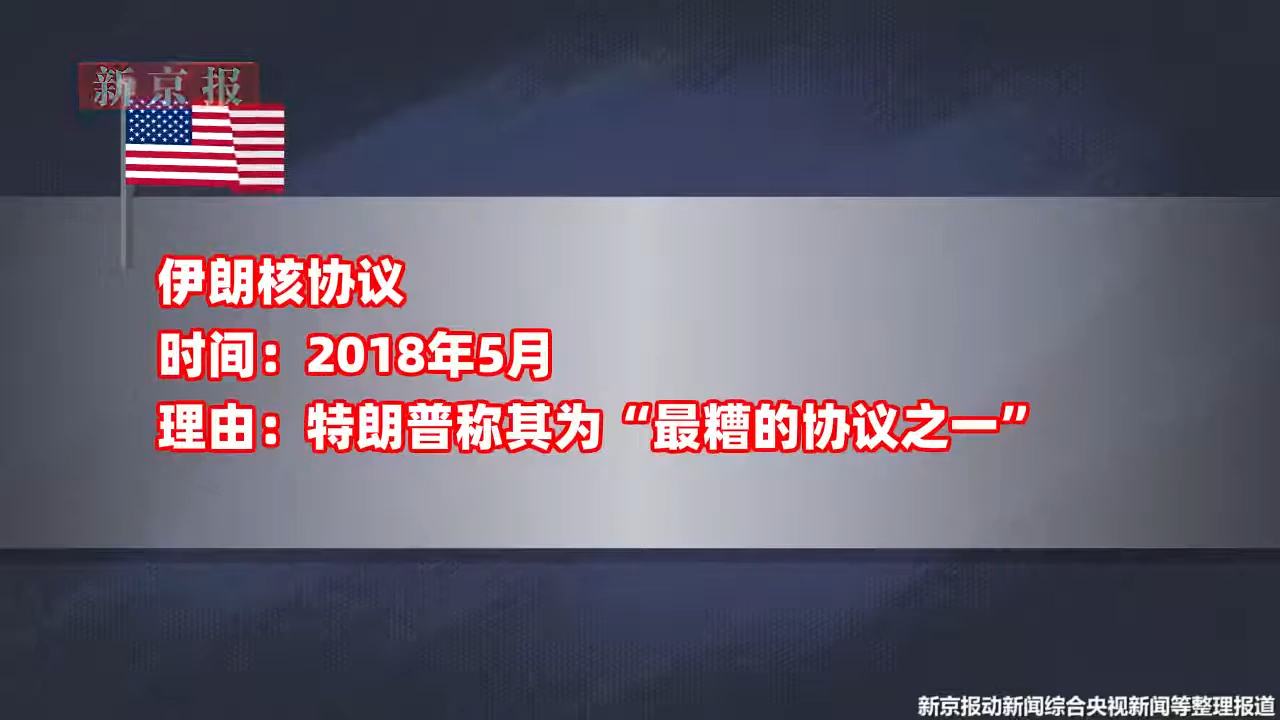 新京报
伊朗核协议
时间：2018年5月
理由：特朗普称其为“最糟的协议之一”
新京报动新闻综合央视新闻等整理报道